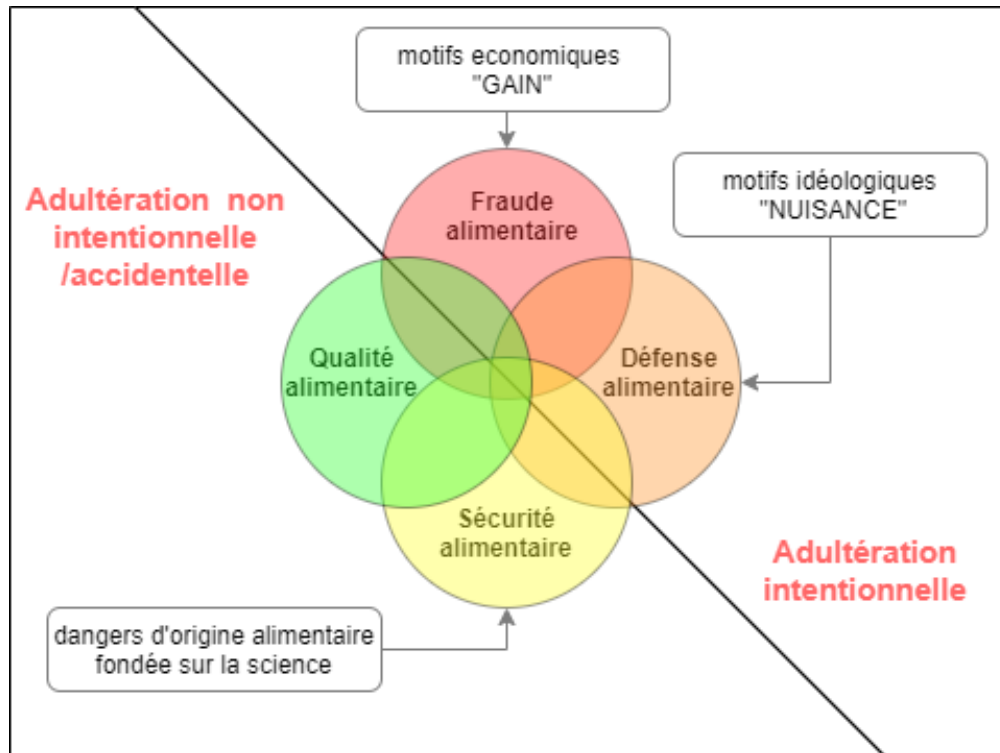 motifs economiques
"GAIN"
motifs idéologiques
"NUISANCE"
Adultération non
intentionnelle
/accidentelle
Fraude
alimentaire
Qualité
alimentaire
Défense
alimentaire
Sécurité
alimentaire
Adultération
intentionnelle
dangers d'origine alimentaire
fondée sur la science